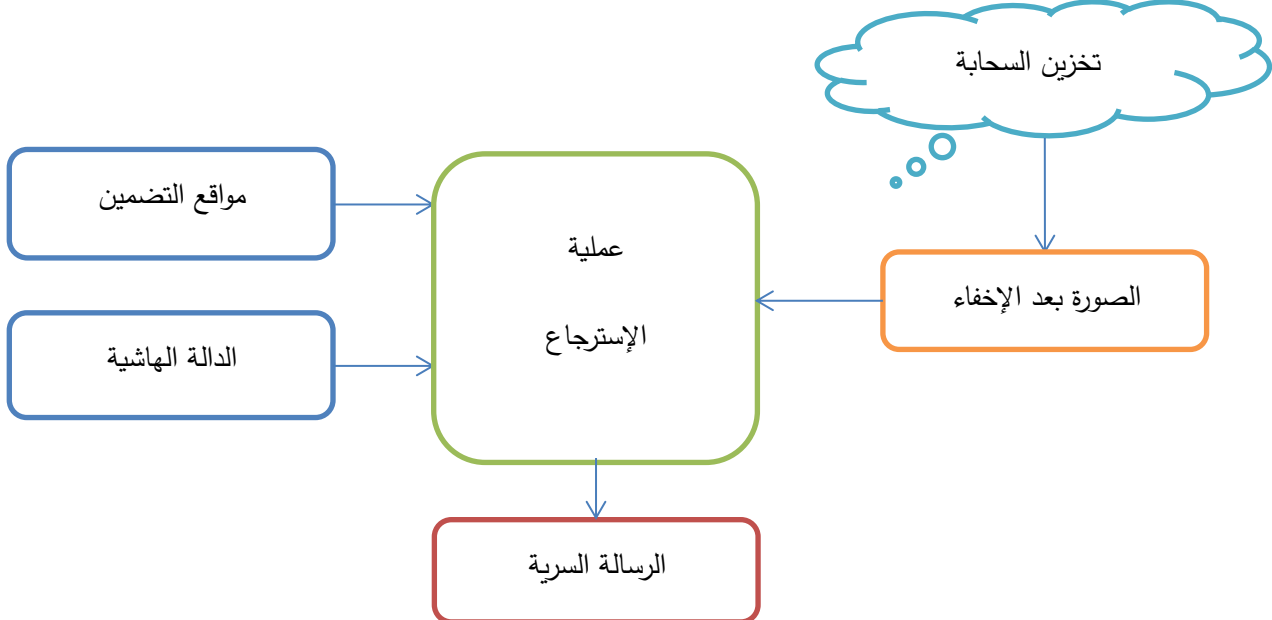 تخزين السحابة
مواقع التضمين
عملية
الإسترجاع
الصورة بعد الإخفاء
الدالة الهاشية
الرسالة السرية